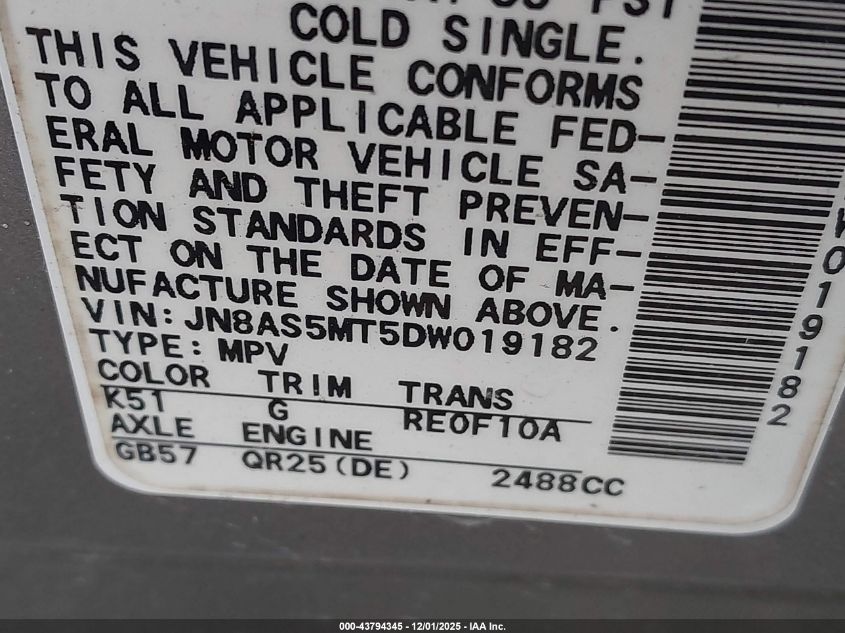 PSI
COLD SINGLE.
THIS VEHICLE CONFORMS
TO ALL APPLICABLE FED-
ERAL MOTOR VEHICLE SA-
FETY AND THEFT PREVEN-
TION STANDARDS IN EFF-
ECT ON THE DATE OF MA-
NUFACTURE SHOWN ABOVE.
VIN:JN8AS5MT5DW019182
TYPE:MPV
COLOR TRIM TRANS
K51 G RE0F10A
AXLE ENGINE
GB57 QR25(DE) 2488CC
W019182
000-43794345 - 12/01/2025 - IAA Inc.